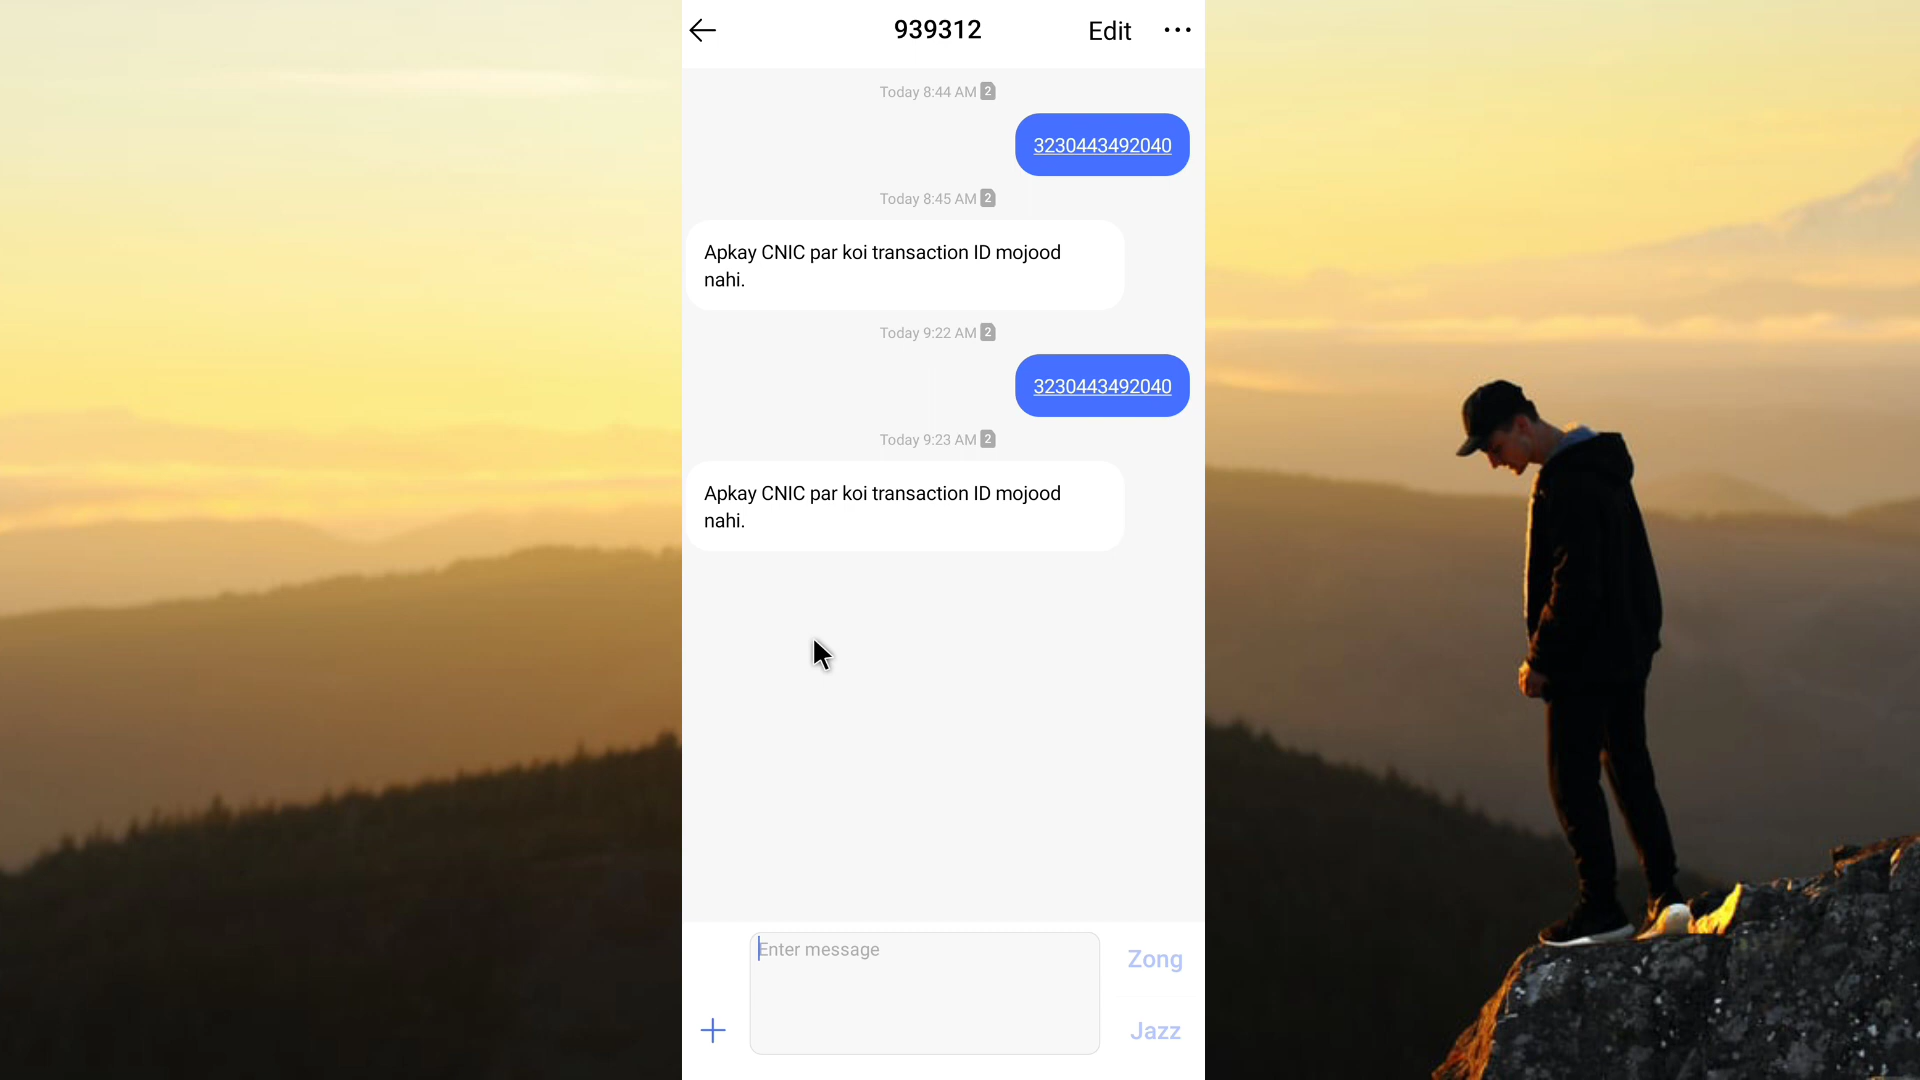 939312
Edit
Today 8:44 AM 2
3230443492040
Today 8:45 AM 2
Apkay CNIC par koi transaction ID mojood
nahi.
Today 9:22 AM 2
3230443492040
Today 9:23 AM 2
Apkay CNIC par koi transaction ID mojood
nahi.
Enter message
Zong
Jazz